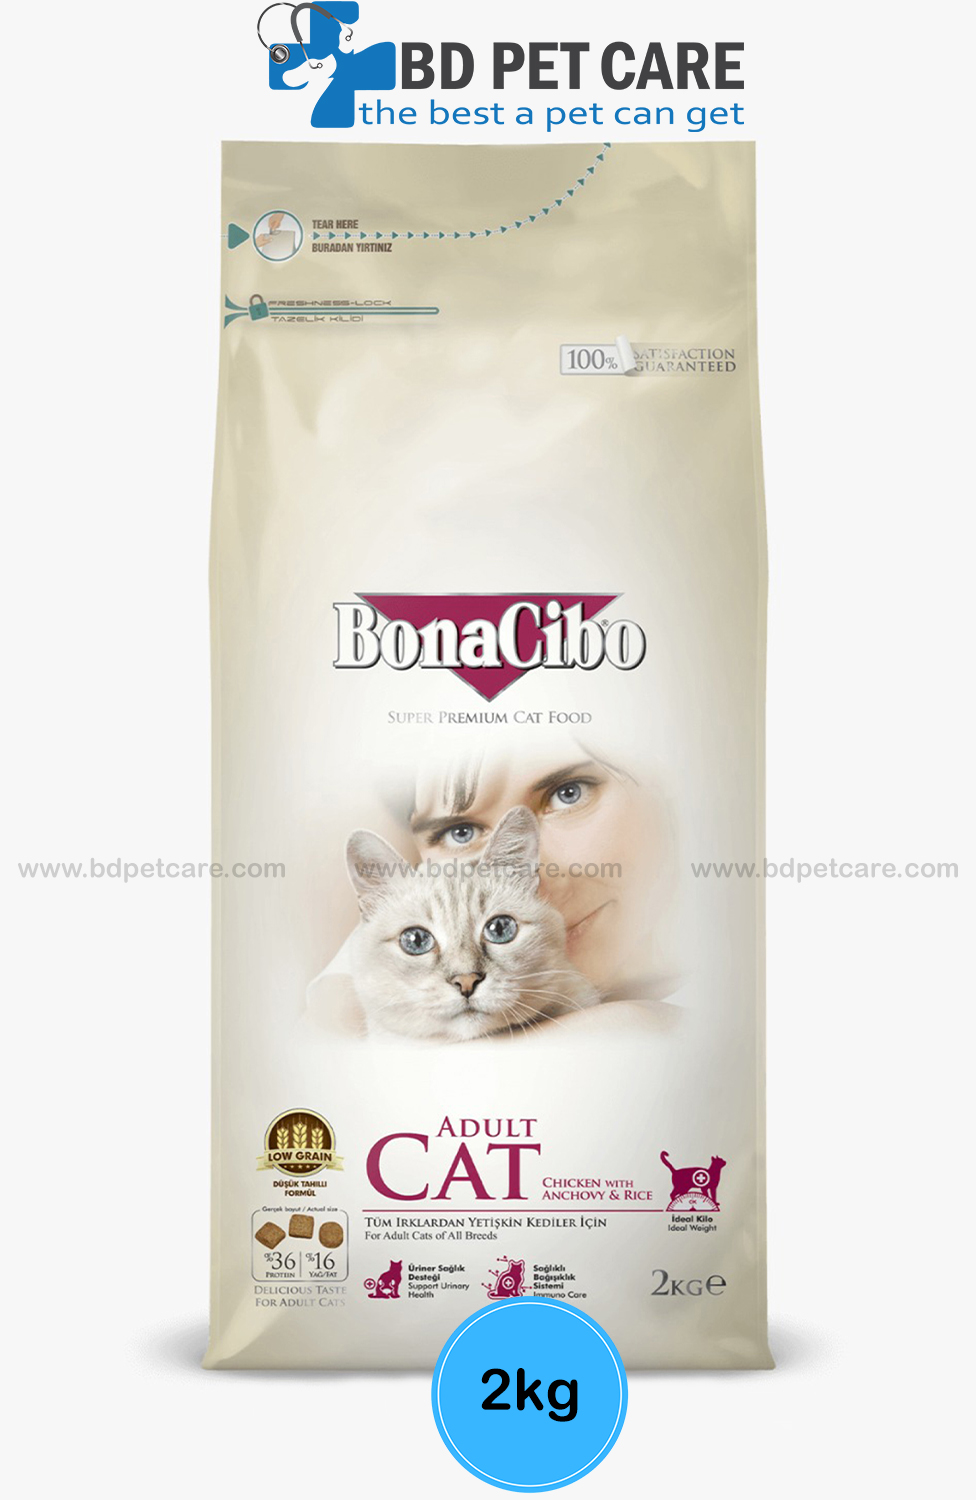 BD PET CARE
the best a pet can get
TEAR HERE
BURADAN YIRTINIZ
FRESHNESS-LOCK
TAZELİK KİLİDİ
100% SATISFACTION
GUARANTEED
BonaCibo®
SUPER PREMIUM CAT FOOD
www.bdpetcare.com www.bdpetcare.com www.bdpetcare.com
LOW GRAIN
DÜŞÜK TAHILLI
FORMÜL
Gerçek boyut / Actual size
%36 PROTEIN %16 YAĞ/FAT
DELICIOUS TASTE
FOR ADULT CATS
ADULT
CAT
CHICKEN WITH
ANCHOVY & RICE
TÜM IRKLARDAN YETİŞKİN KEDİLER İÇİN
For Adult Cats of All Breeds
OK
İdeal Kilo
Ideal Weight
Üriner Sağlık
Desteği
Support Urinary
Health
Sağlıklı
Bağışıklık
Sistemi
Immuno Care
2KG℮
2kg